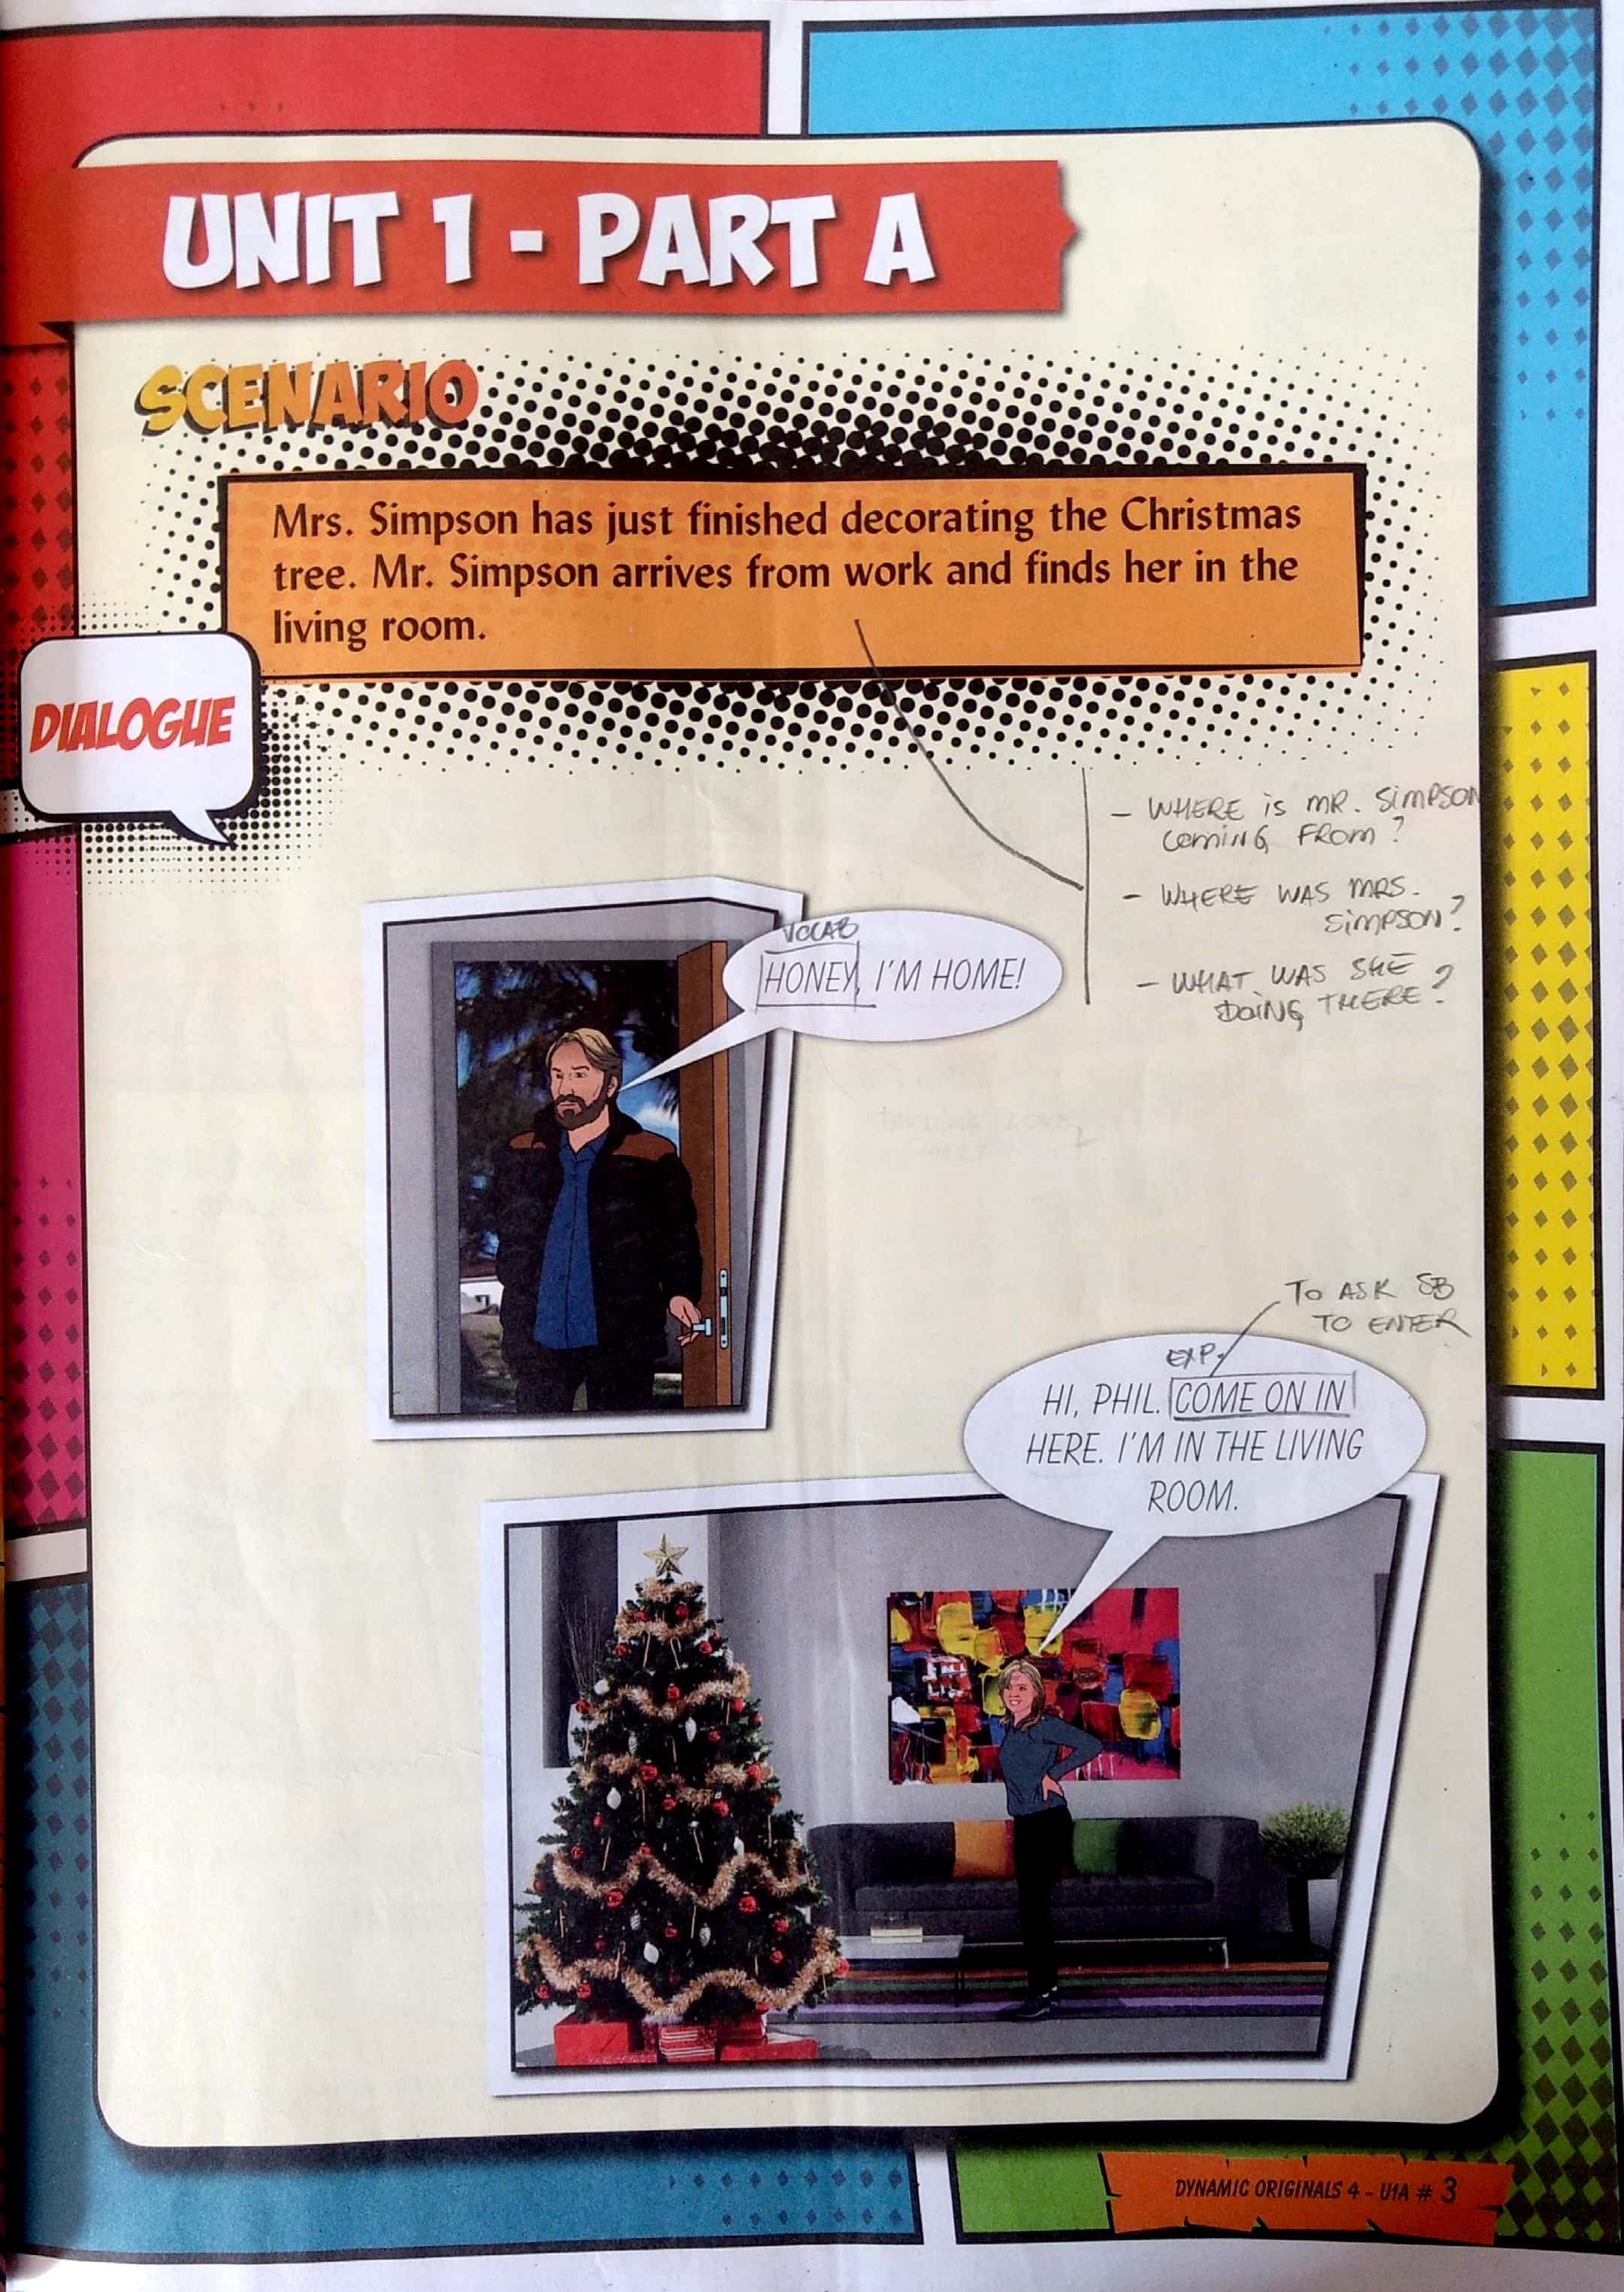 UNIT 1 - PART A
SCENARIO
Mrs. Simpson has just finished decorating the Christmas
tree. Mr. Simpson arrives from work and finds her in the
living room.
DIALOGUE
- WHERE is MR. SiMPSON
COMiNG FROM?
- WHERE WAS MRS.
SiMPSON?
- WHAT WAS SHE
DOiNG THERE?
VOCAB
HONEY, I'M HOME!
TO ASK SB
TO ENTER
EXP.
HI, PHIL. COME ON IN
HERE. I'M IN THE LIVING
ROOM.
DYNAMIC ORIGINALS 4 - U1A # 3